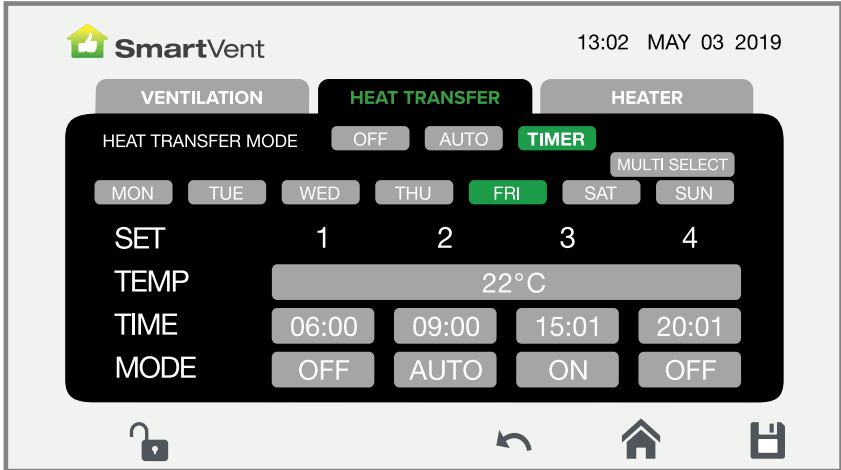 SmartVent
13:02 MAY 03 2019
VENTILATION HEAT TRANSFER HEATER
HEAT TRANSFER MODE OFF AUTO TIMER
MULTI SELECT
MON TUE WED THU FRI SAT SUN
SET 1 2 3 4
TEMP 22°C
TIME 06:00 09:00 15:01 20:01
MODE OFF AUTO ON OFF